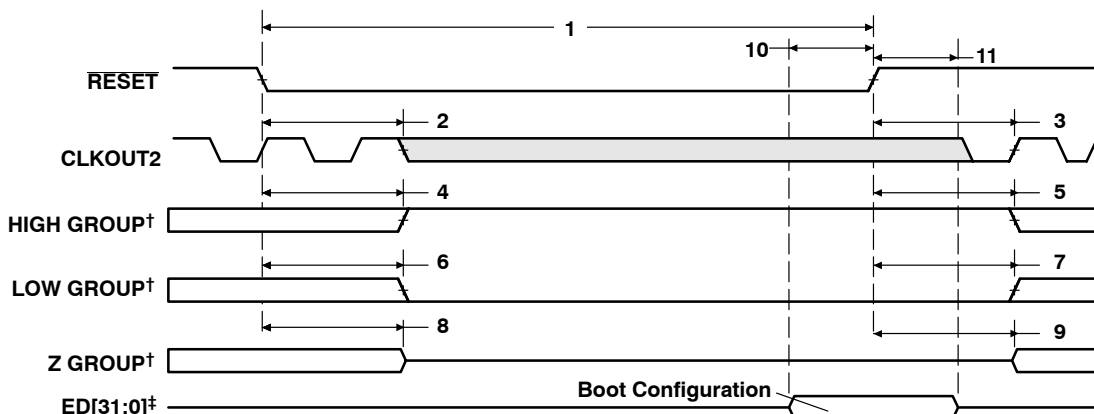 1
10
11
RESET
2
3
CLKOUT2
4
5
HIGH GROUP†
6
7
LOW GROUP†
8
9
Z GROUP†
Boot Configuration
ED[31:0]‡